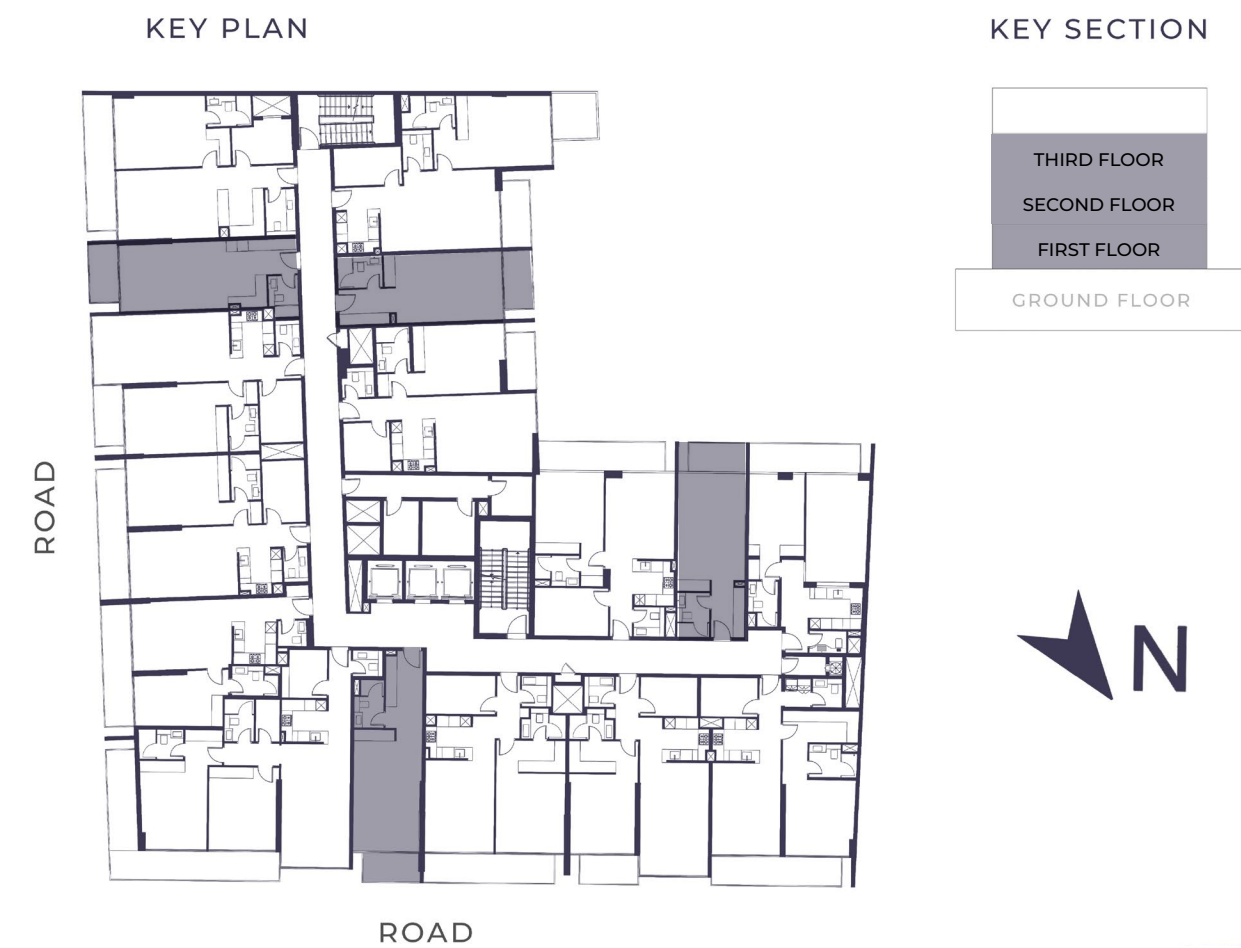 KEY PLAN
KEY SECTION
THIRD FLOOR
SECOND FLOOR
FIRST FLOOR
GROUND FLOOR
ROAD
N
ROAD